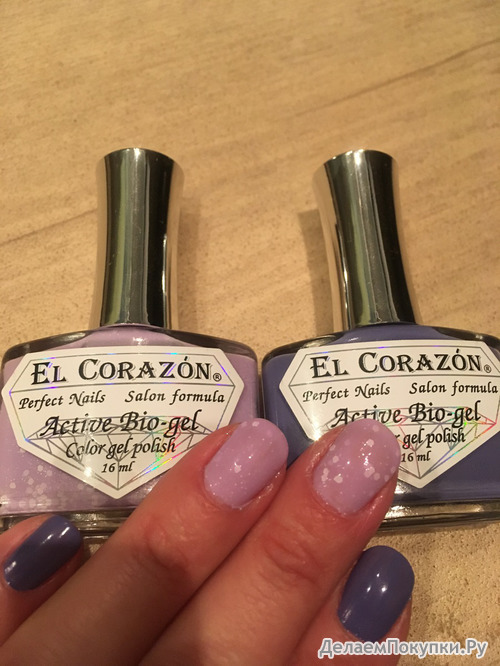 EL CORAZÓN®
Perfect Nails Salon formula
Active Bio-gel
Color gel polish
16 ml
EL CORAZÓN®
Perfect Nails Salon formula
Active Bio-gel
gel polish
16 ml
ДелаемПокупки.Ру